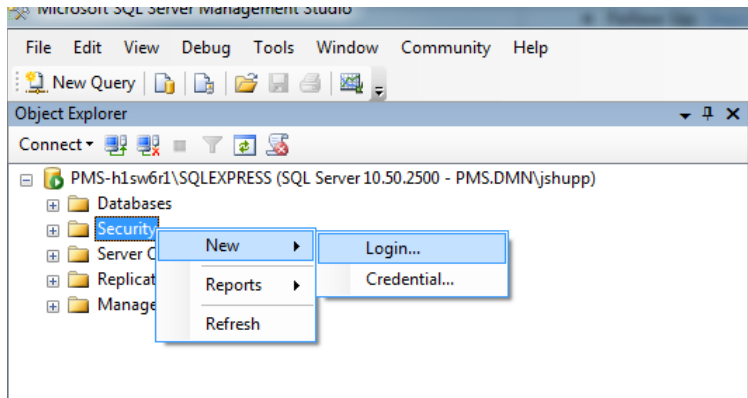 Microsoft SQL Server Management Studio
File Edit View Debug Tools Window Community Help
New Query
Object Explorer
Connect
PMS-h1sw6r1\SQLEXPRESS (SQL Server 10.50.2500 - PMS.DMN\jshupp)
Databases
Security
New
Login...
Server O
Replicat
Reports
Credential...
Manage
Refresh